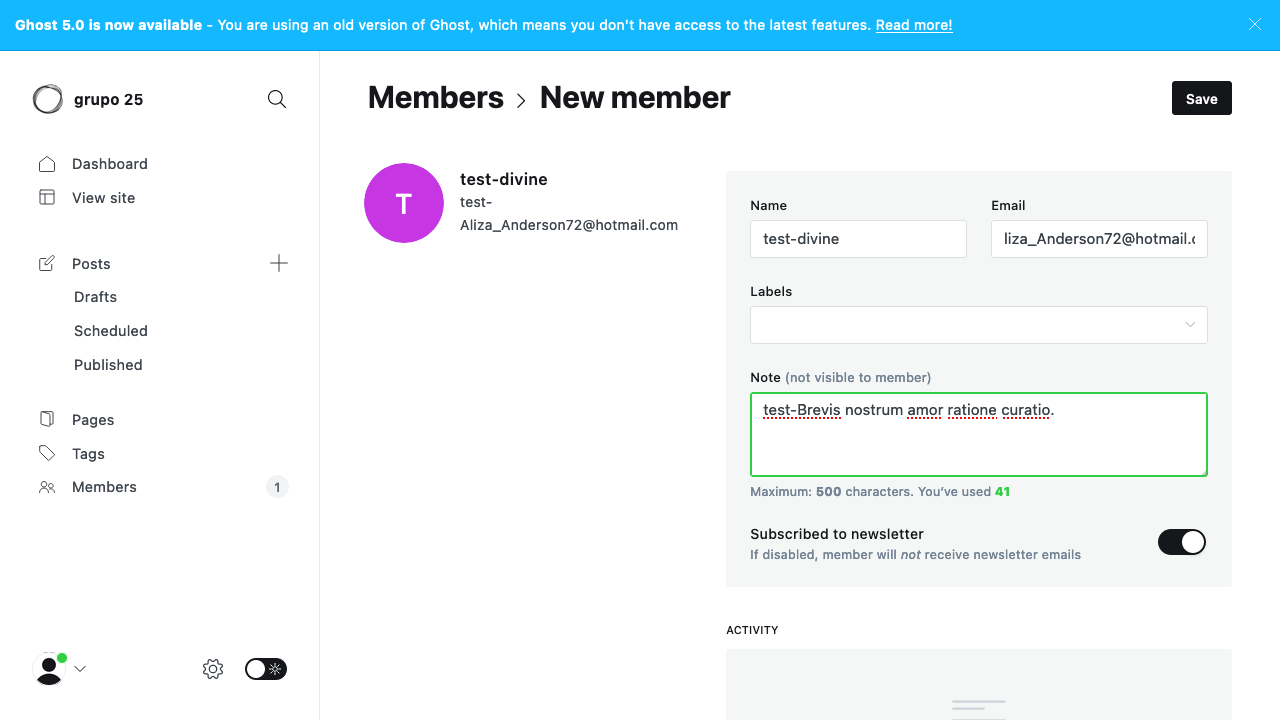 Ghost 5.0 is now available - You are using an old version of Ghost, which means you don't have access to the latest features. Read more!
grupo 25
Dashboard
View site
Posts
Drafts
Scheduled
Published
Pages
Tags
Members 1
Members > New member
Save
T
test-divine
test-
Aliza_Anderson72@hotmail.com
Name
test-divine
Email
liza_Anderson72@hotmail.c
Labels
Note (not visible to member)
test-Brevis nostrum amor ratione curatio.
Maximum: 500 characters. You've used 41
Subscribed to newsletter
If disabled, member will not receive newsletter emails
ACTIVITY